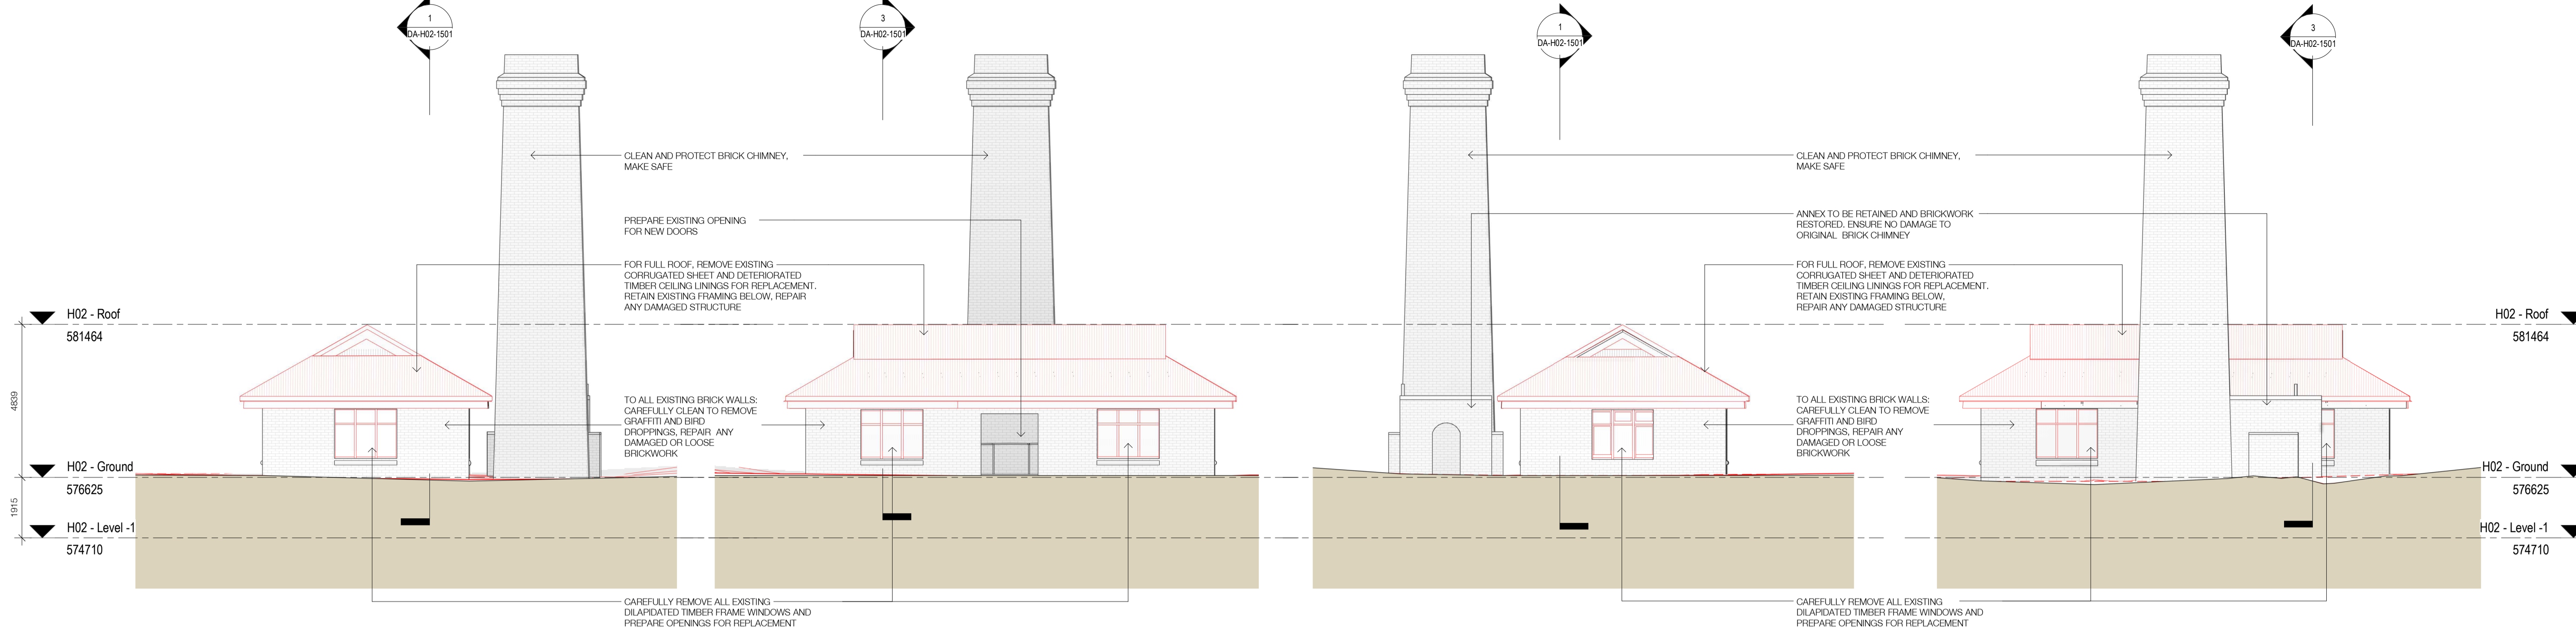 1
DA-H02-1501
3
DA-H02-1501
1
DA-H02-1501
3
DA-H02-1501
CLEAN AND PROTECT BRICK CHIMNEY,
MAKE SAFE
PREPARE EXISTING OPENING
FOR NEW DOORS
FOR FULL ROOF, REMOVE EXISTING
CORRUGATED SHEET AND DETERIORATED
TIMBER CEILING LININGS FOR REPLACEMENT.
RETAIN EXISTING FRAMING BELOW, REPAIR
ANY DAMAGED STRUCTURE
TO ALL EXISTING BRICK WALLS:
CAREFULLY CLEAN TO REMOVE
GRAFFITI AND BIRD
DROPPINGS, REPAIR ANY
DAMAGED OR LOOSE
BRICKWORK
CAREFULLY REMOVE ALL EXISTING
DILAPIDATED TIMBER FRAME WINDOWS AND
PREPARE OPENINGS FOR REPLACEMENT
CLEAN AND PROTECT BRICK CHIMNEY,
MAKE SAFE
ANNEX TO BE RETAINED AND BRICKWORK
RESTORED. ENSURE NO DAMAGE TO
ORIGINAL BRICK CHIMNEY
FOR FULL ROOF, REMOVE EXISTING
CORRUGATED SHEET AND DETERIORATED
TIMBER CEILING LININGS FOR REPLACEMENT.
RETAIN EXISTING FRAMING BELOW,
REPAIR ANY DAMAGED STRUCTURE
TO ALL EXISTING BRICK WALLS:
CAREFULLY CLEAN TO REMOVE
GRAFFITI AND BIRD
DROPPINGS, REPAIR ANY
DAMAGED OR LOOSE
BRICKWORK
CAREFULLY REMOVE ALL EXISTING
DILAPIDATED TIMBER FRAME WINDOWS AND
PREPARE OPENINGS FOR REPLACEMENT
H02 - Roof
581464
4839
H02 - Ground
576625
1915
H02 - Level -1
574710
H02 - Roof
581464
H02 - Ground
576625
H02 - Level -1
574710